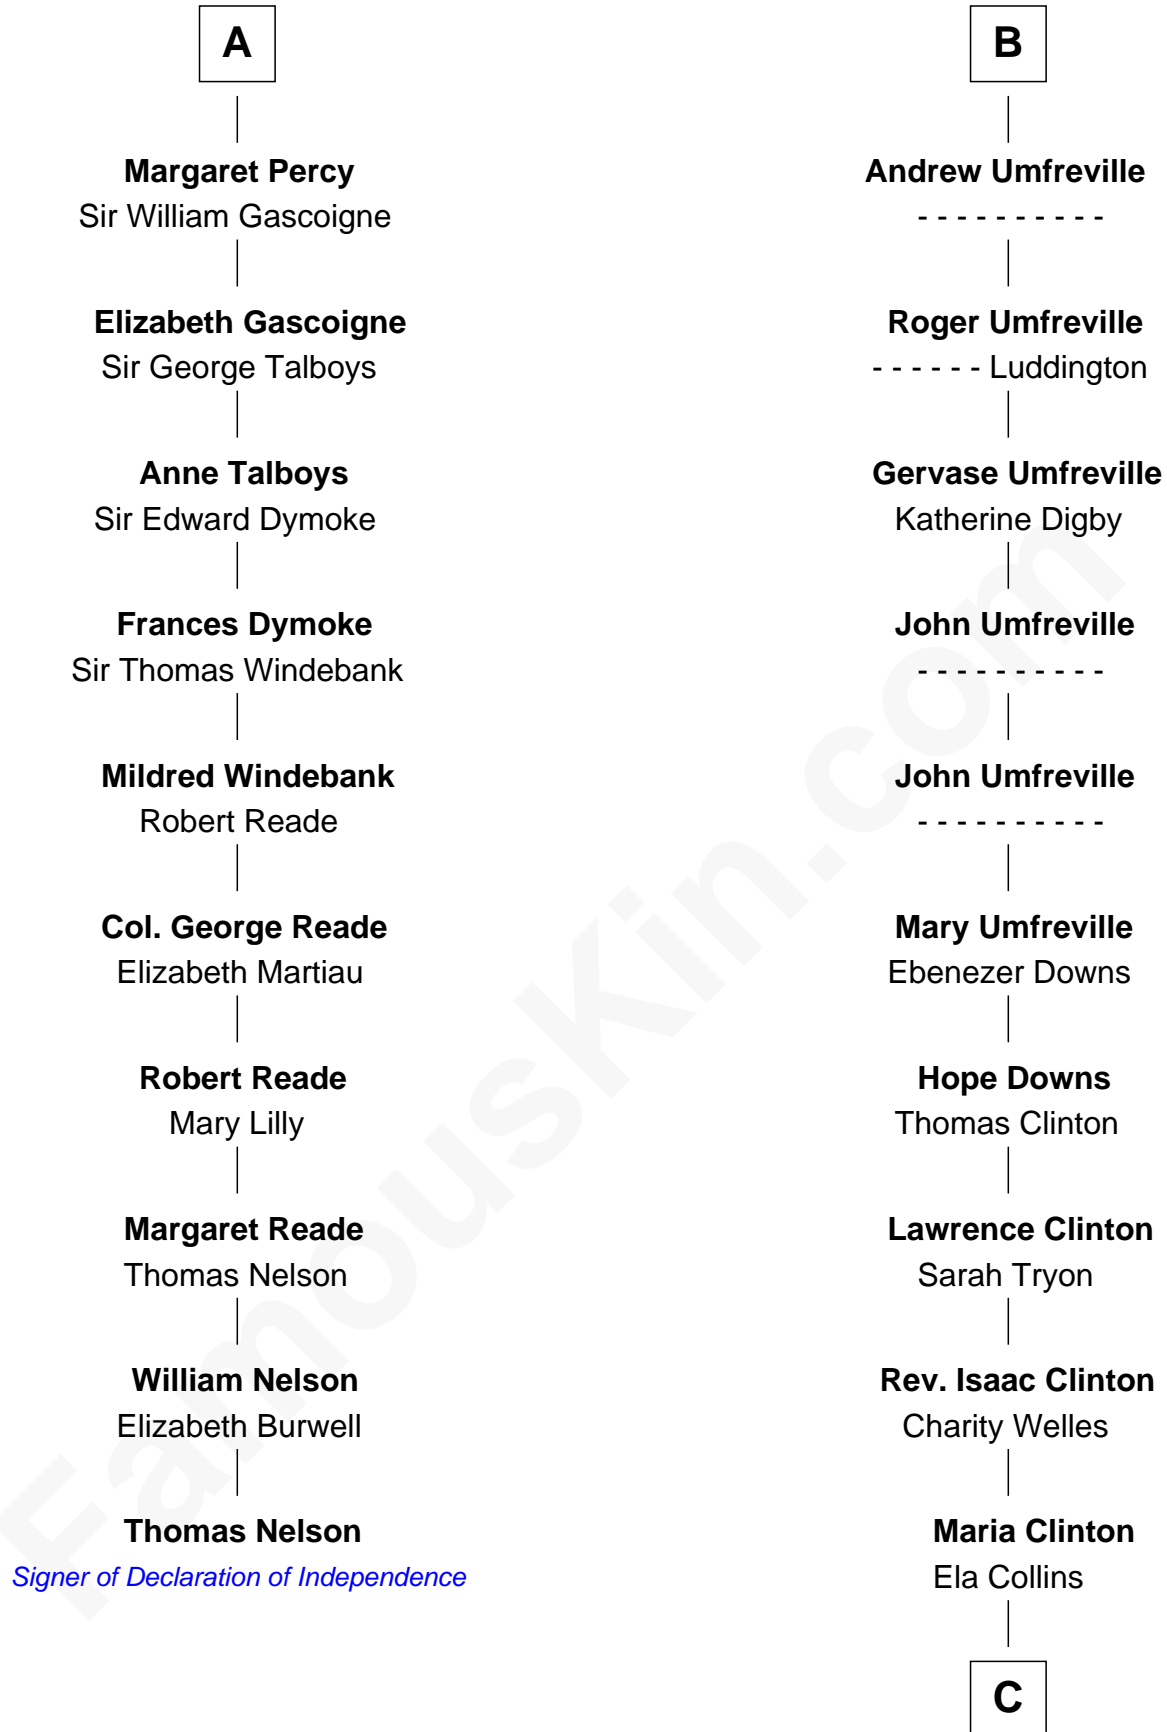 A
Margaret Percy
Sir William Gascoigne
Elizabeth Gascoigne
Sir George Talboys
Anne Talboys
Sir Edward Dymoke
Frances Dymoke
Sir Thomas Windebank
Mildred Windebank
Robert Reade
Col. George Reade
Elizabeth Martiau
Robert Reade
Mary Lilly
Margaret Reade
Thomas Nelson
William Nelson
Elizabeth Burwell
Thomas Nelson
Signer of Declaration of Independence
B
Andrew Umfreville
- - - - - - - - - -
Roger Umfreville
- - - - - - Luddington
Gervase Umfreville
Katherine Digby
John Umfreville
- - - - - - - - - -
John Umfreville
- - - - - - - - - -
Mary Umfreville
Ebenezer Downs
Hope Downs
Thomas Clinton
Lawrence Clinton
Sarah Tryon
Rev. Isaac Clinton
Charity Welles
Maria Clinton
Ela Collins
C
FamousKin.com